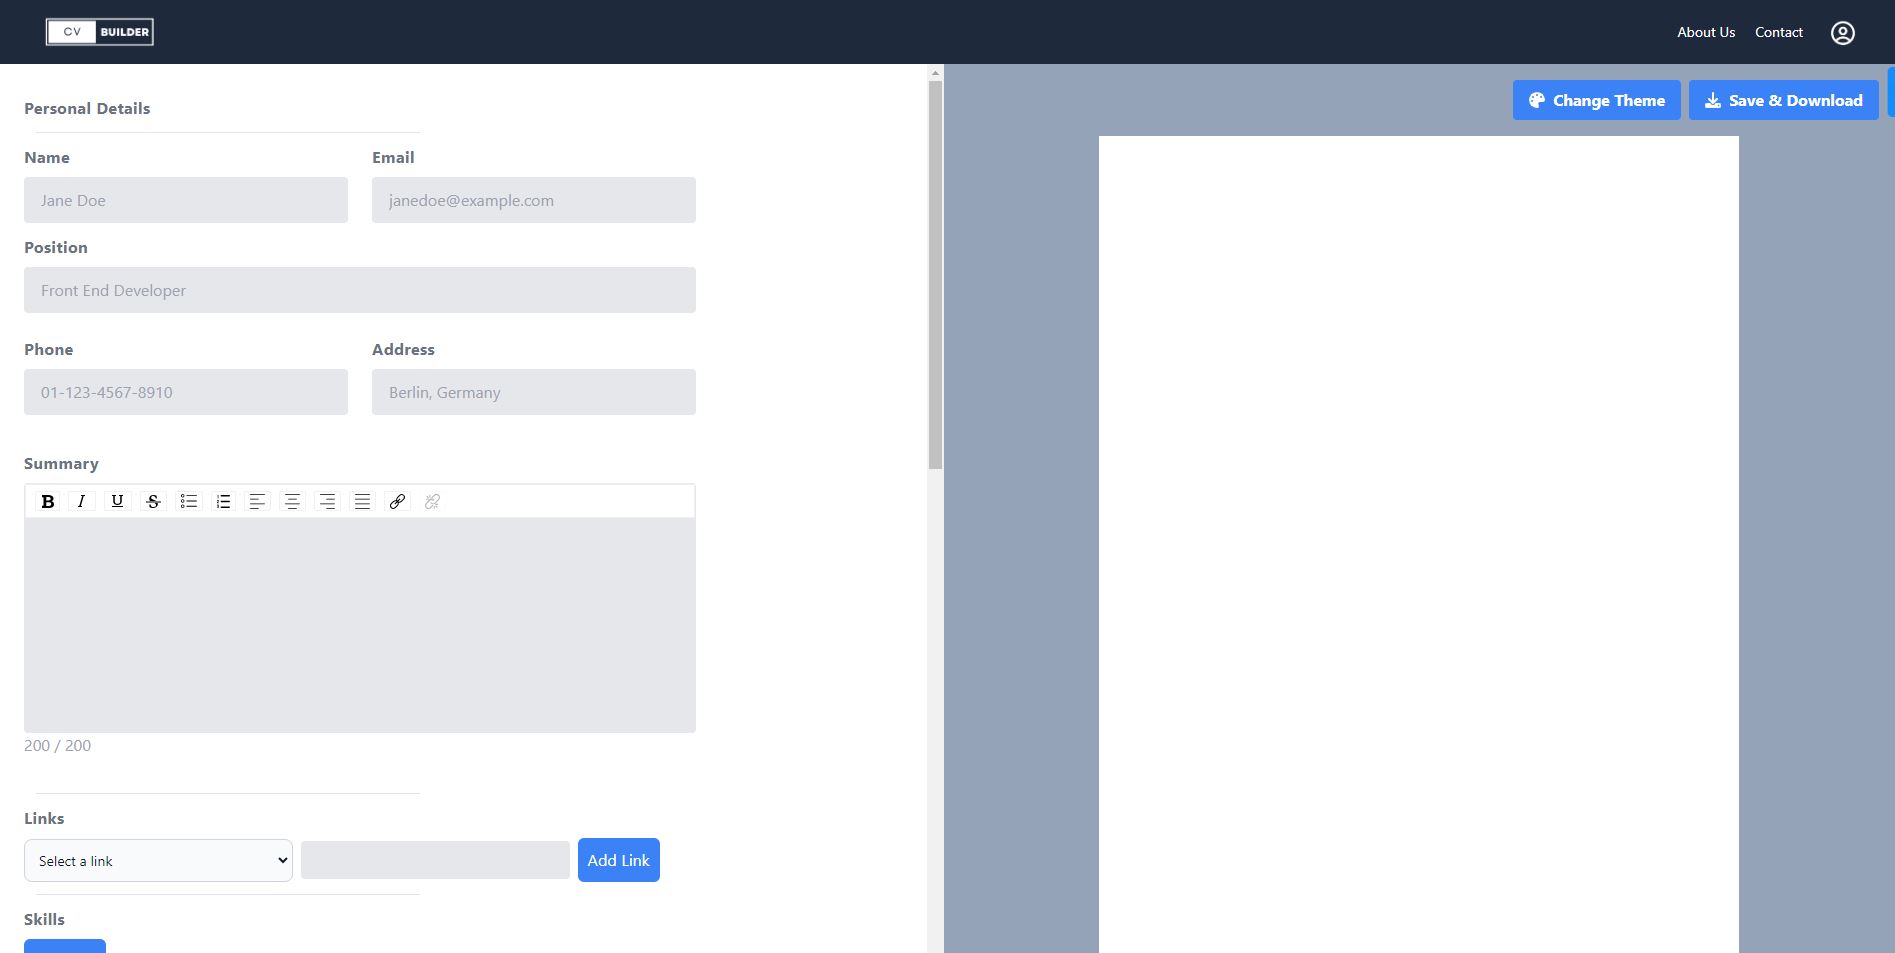 CV BUILDER
About Us Contact
Change Theme Save & Download
Personal Details
Name Email
Jane Doe janedoe@example.com
Position
Front End Developer
Phone Address
01-123-4567-8910 Berlin, Germany
Summary
B I U S
200 / 200
Links
Select a link Add Link
Skills